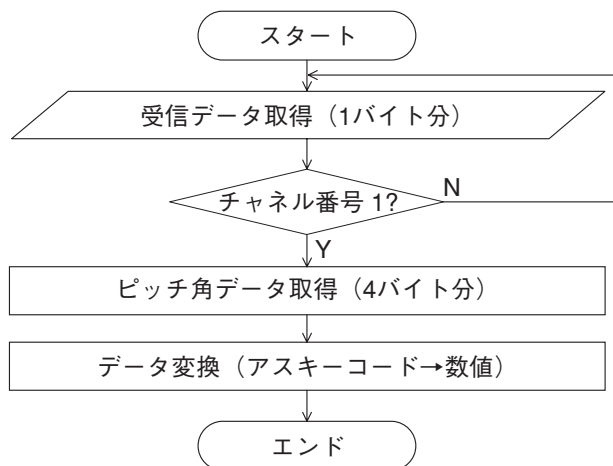 スタート
受信データ取得（1バイト分）
チャネル番号 1?
N
Y
ピッチ角データ取得（4バイト分）
データ変換（アスキーコード→数値）
エンド